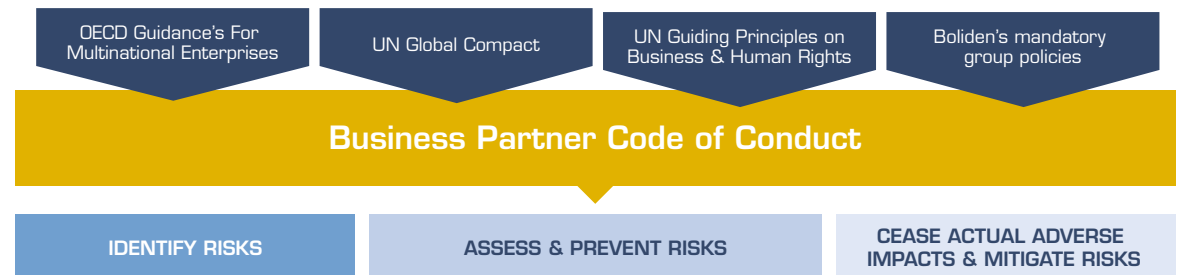 OECD Guidance's For
Multinational Enterprises
UN Global Compact
UN Guiding Principles on
Business & Human Rights
Boliden's mandatory
group policies
Business Partner Code of Conduct
IDENTIFY RISKS
ASSESS & PREVENT RISKS
CEASE ACTUAL ADVERSE
IMPACTS & MITIGATE RISKS